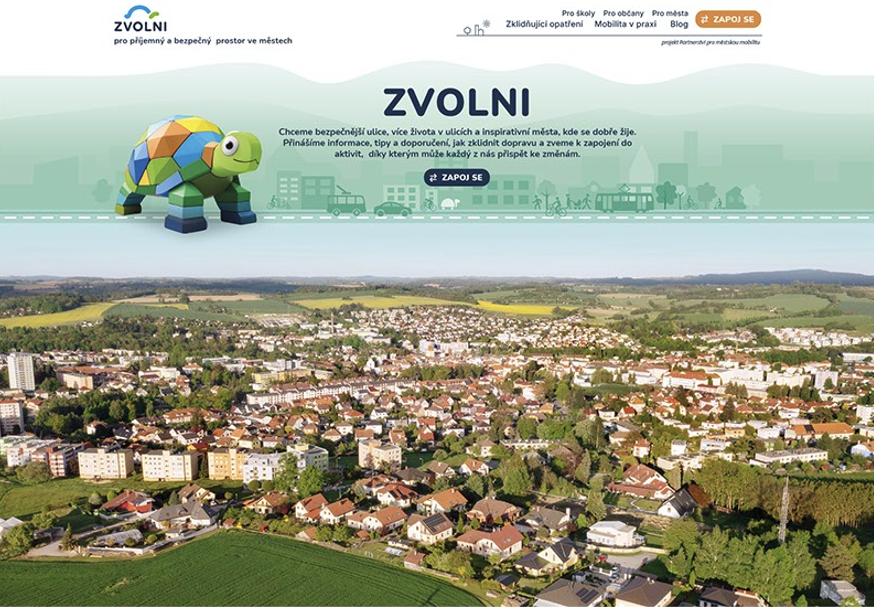 ZVOLNI
pro příjemný a bezpečný prostor ve městech
Pro školy Pro občany Pro města
Zklidňující opatření Mobilita v praxi Blog
ZAPOJ SE
projekt Partnerství pro městskou mobilitu
ZVOLNI
Chceme bezpečnější ulice, více života v ulicích a inspirativní města, kde se dobře žije.
Přinášíme informace, tipy a doporučení, jak zklidnit dopravu a zveme k zapojení do
aktivit, díky kterým může každý z nás přispět ke změnám.
ZAPOJ SE